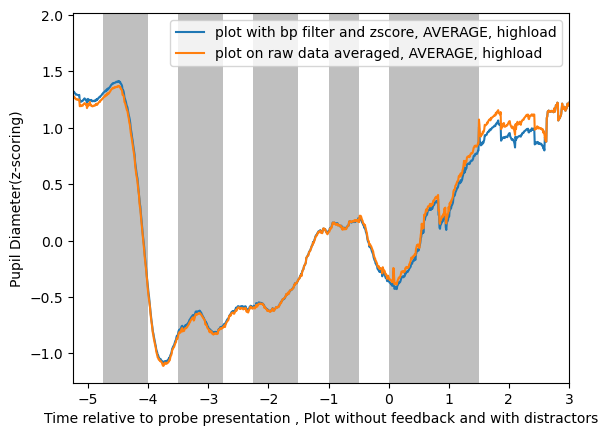 plot with bp filter and zscore, AVERAGE, highload
plot on raw data averaged, AVERAGE, highload
Pupil Diameter(z-scoring)
2.0
1.5
1.0
0.5
0.0
−0.5
−1.0
−5 −4 −3 −2 −1 0 1 2 3
Time relative to probe presentation , Plot without feedback and with distractors